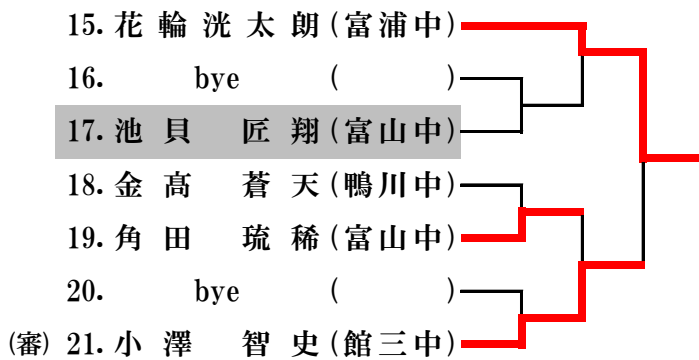 15. 花輪洸太朗(富浦中)
16. bye ( )
17. 池貝 匠翔(富山中)
18. 金髙 蒼天(鴨川中)
19. 角田 琉稀(富山中)
20. bye ( )
(審) 21. 小澤 智史(館三中)